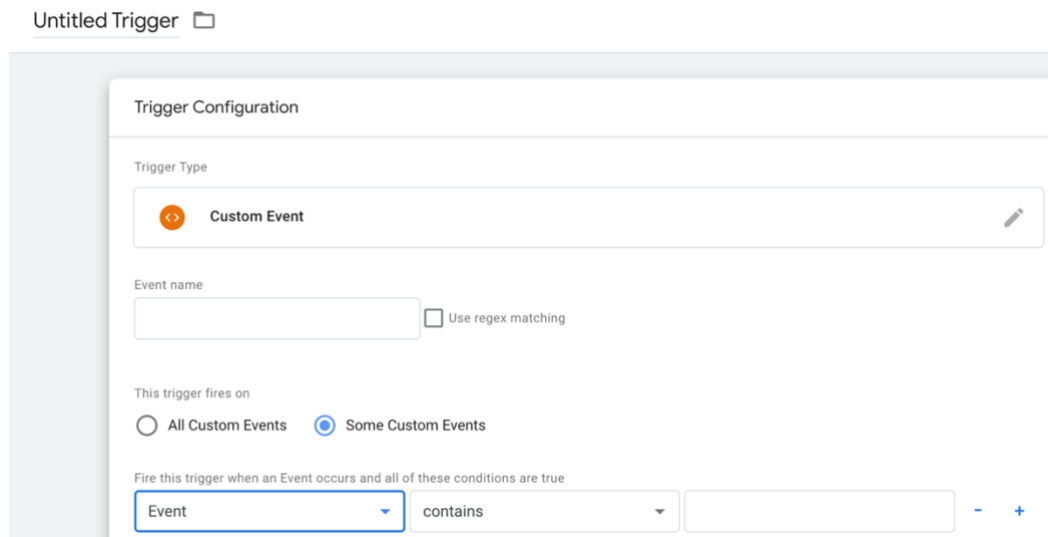 Untitled Trigger
Trigger Configuration
Trigger Type
Custom Event
Event name
Use regex matching
This trigger fires on
All Custom Events Some Custom Events
Fire this trigger when an Event occurs and all of these conditions are true
Event contains - +